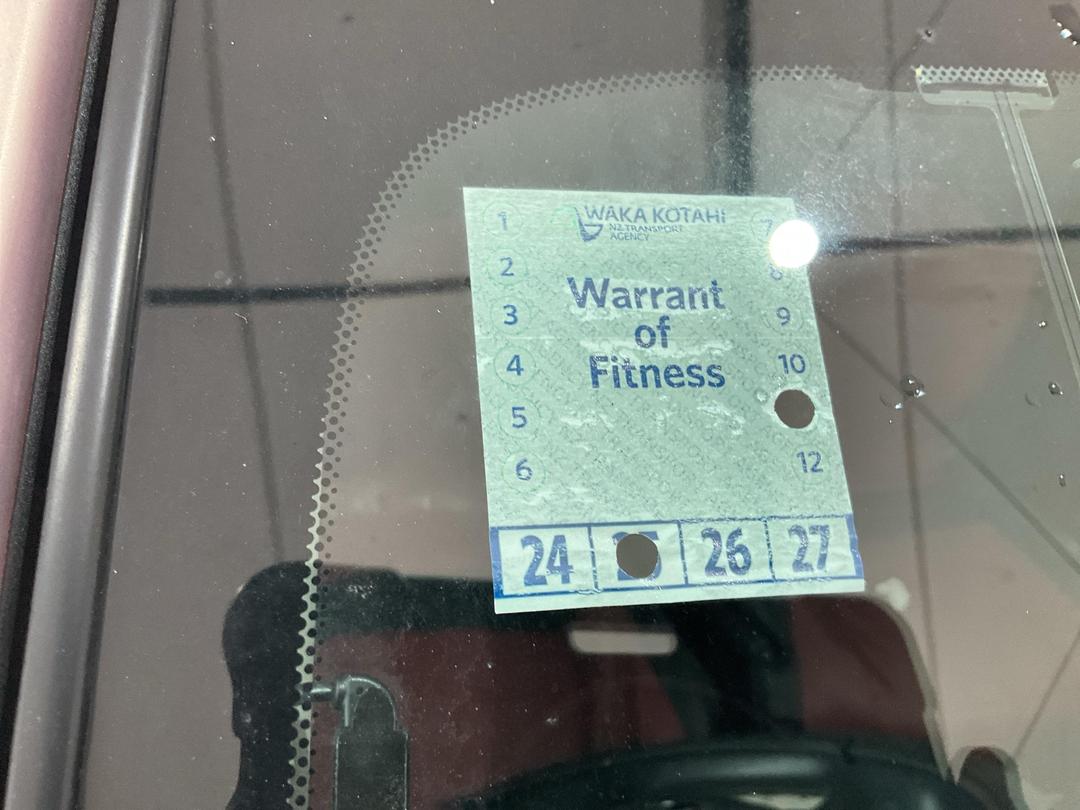 WAKA KOTAHI
NZ TRANSPORT
AGENCY
Warrant
of
Fitness
1
2
3
4
5
6
7
8
9
10
12
24
26
27